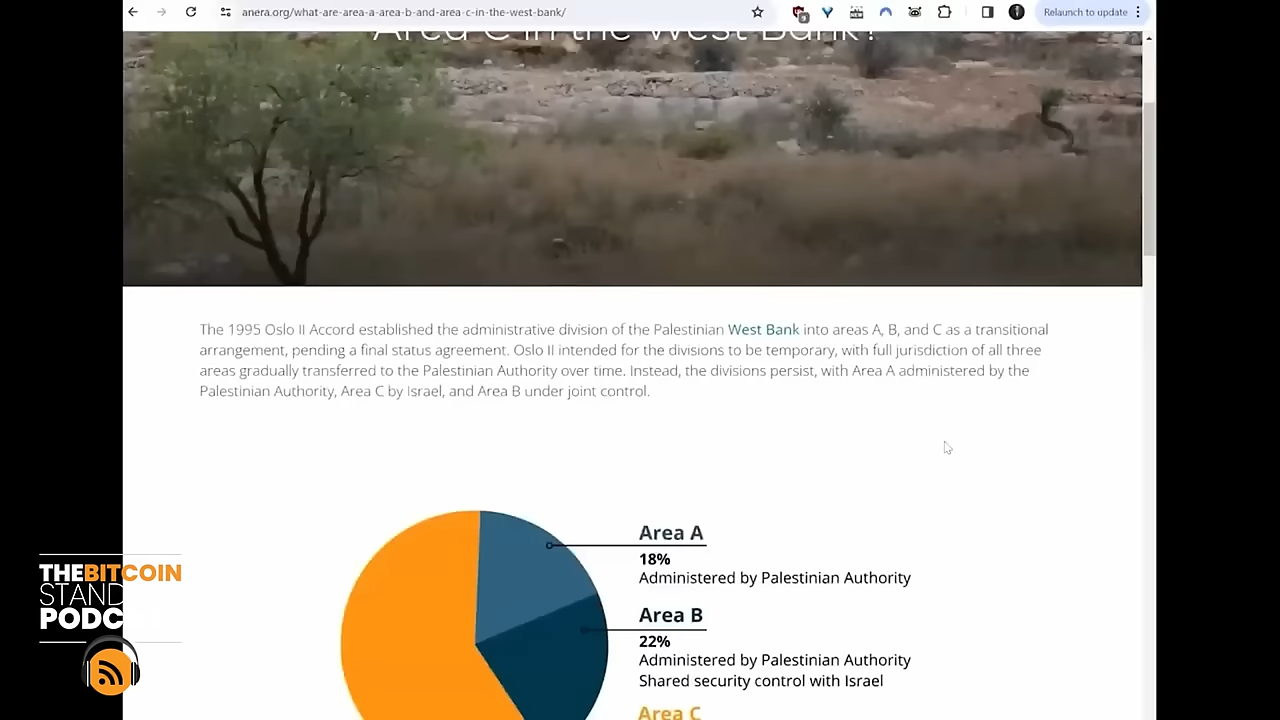 anera.org/what-are-area-a-area-b-and-area-c-in-the-west-bank/
Relaunch to update
Area C in the West Bank?
The 1995 Oslo II Accord established the administrative division of the Palestinian West Bank into areas A, B, and C as a transitional
arrangement, pending a final status agreement. Oslo II intended for the divisions to be temporary, with full jurisdiction of all three
areas gradually transferred to the Palestinian Authority over time. Instead, the divisions persist, with Area A administered by the
Palestinian Authority, Area C by Israel, and Area B under joint control.
Area A
18%
Administered by Palestinian Authority
Area B
22%
Administered by Palestinian Authority
Shared security control with Israel
Area C
THEBITCOIN
STAND
PODC